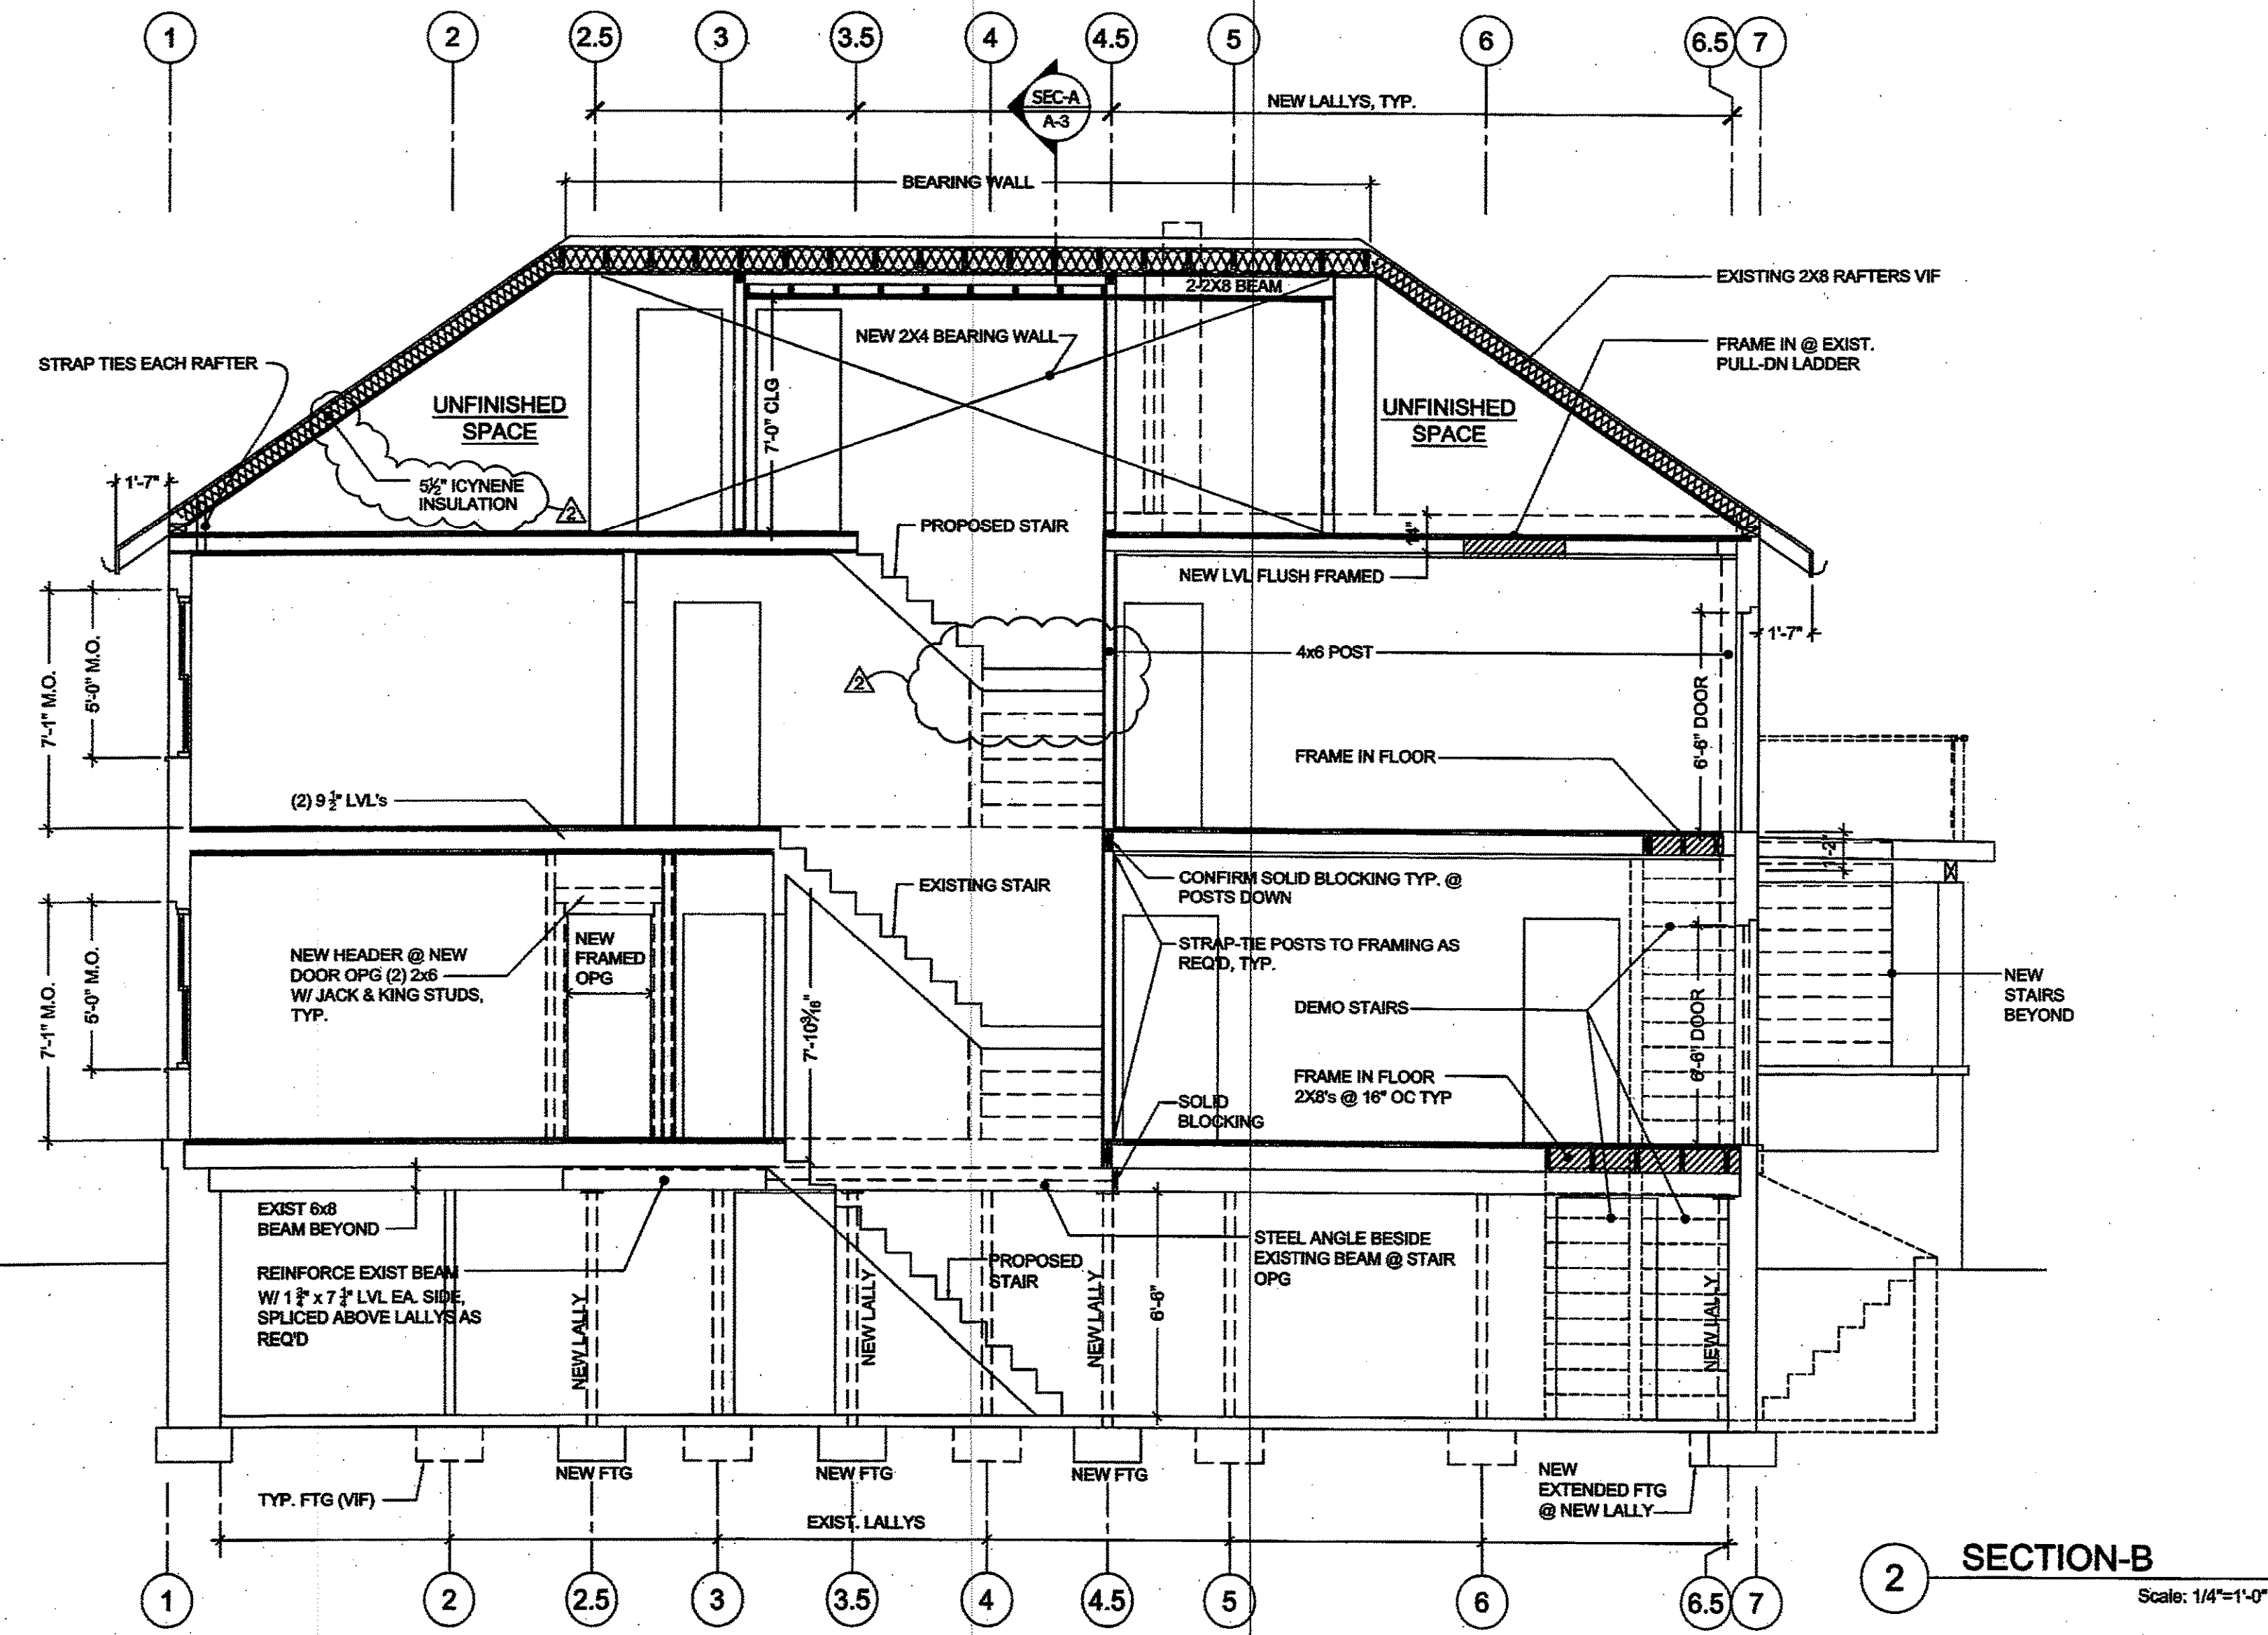 1 2 2.5 3 3.5 4 4.5 5 6 6.5 7
SEC-A
A-3
NEW LALLYS, TYP.
BEARING WALL
2-2X8 BEAM
EXISTING 2X8 RAFTERS VIF
NEW 2X4 BEARING WALL
FRAME IN @ EXIST.
PULL-DN LADDER
STRAP TIES EACH RAFTER
UNFINISHED
SPACE
7'-0" CLG
UNFINISHED
SPACE
1'-7"
5½" ICYNENE
INSULATION
2
PROPOSED STAIR
14"
NEW LVL FLUSH FRAMED
1'-7"
7'-1" M.O.
5'-0" M.O.
2
4x6 POST
6'-6" DOOR
FRAME IN FLOOR
(2) 9 ½" LVL's
1'-2"
EXISTING STAIR
CONFIRM SOLID BLOCKING TYP. @
POSTS DOWN
7'-1" M.O.
5'-0" M.O.
NEW HEADER @ NEW
DOOR OPG (2) 2x6
W/ JACK & KING STUDS,
TYP.
NEW
FRAMED
OPG
7'-10⁹⁄₁₆"
STRAP-TIE POSTS TO FRAMING AS
REQ'D, TYP.
DEMO STAIRS
6'-6" DOOR
NEW
STAIRS
BEYOND
FRAME IN FLOOR
2X8's @ 16" OC TYP
SOLID
BLOCKING
EXIST 6x8
BEAM BEYOND
REINFORCE EXIST BEAM
W/ 1 ¾" x 7 ¼" LVL EA. SIDE,
SPLICED ABOVE LALLYS AS
REQ'D
NEW LALLY
NEW LALLY
PROPOSED
STAIR
NEW LALLY
6'-6"
STEEL ANGLE BESIDE
EXISTING BEAM @ STAIR
OPG
NEW LALLY
TYP. FTG (VIF)
NEW FTG
NEW FTG
NEW FTG
NEW
EXTENDED FTG
@ NEW LALLY
EXIST. LALLYS
1 2 2.5 3 3.5 4 4.5 5 6 6.5 7
2 SECTION-B
Scale: 1/4"=1'-0"